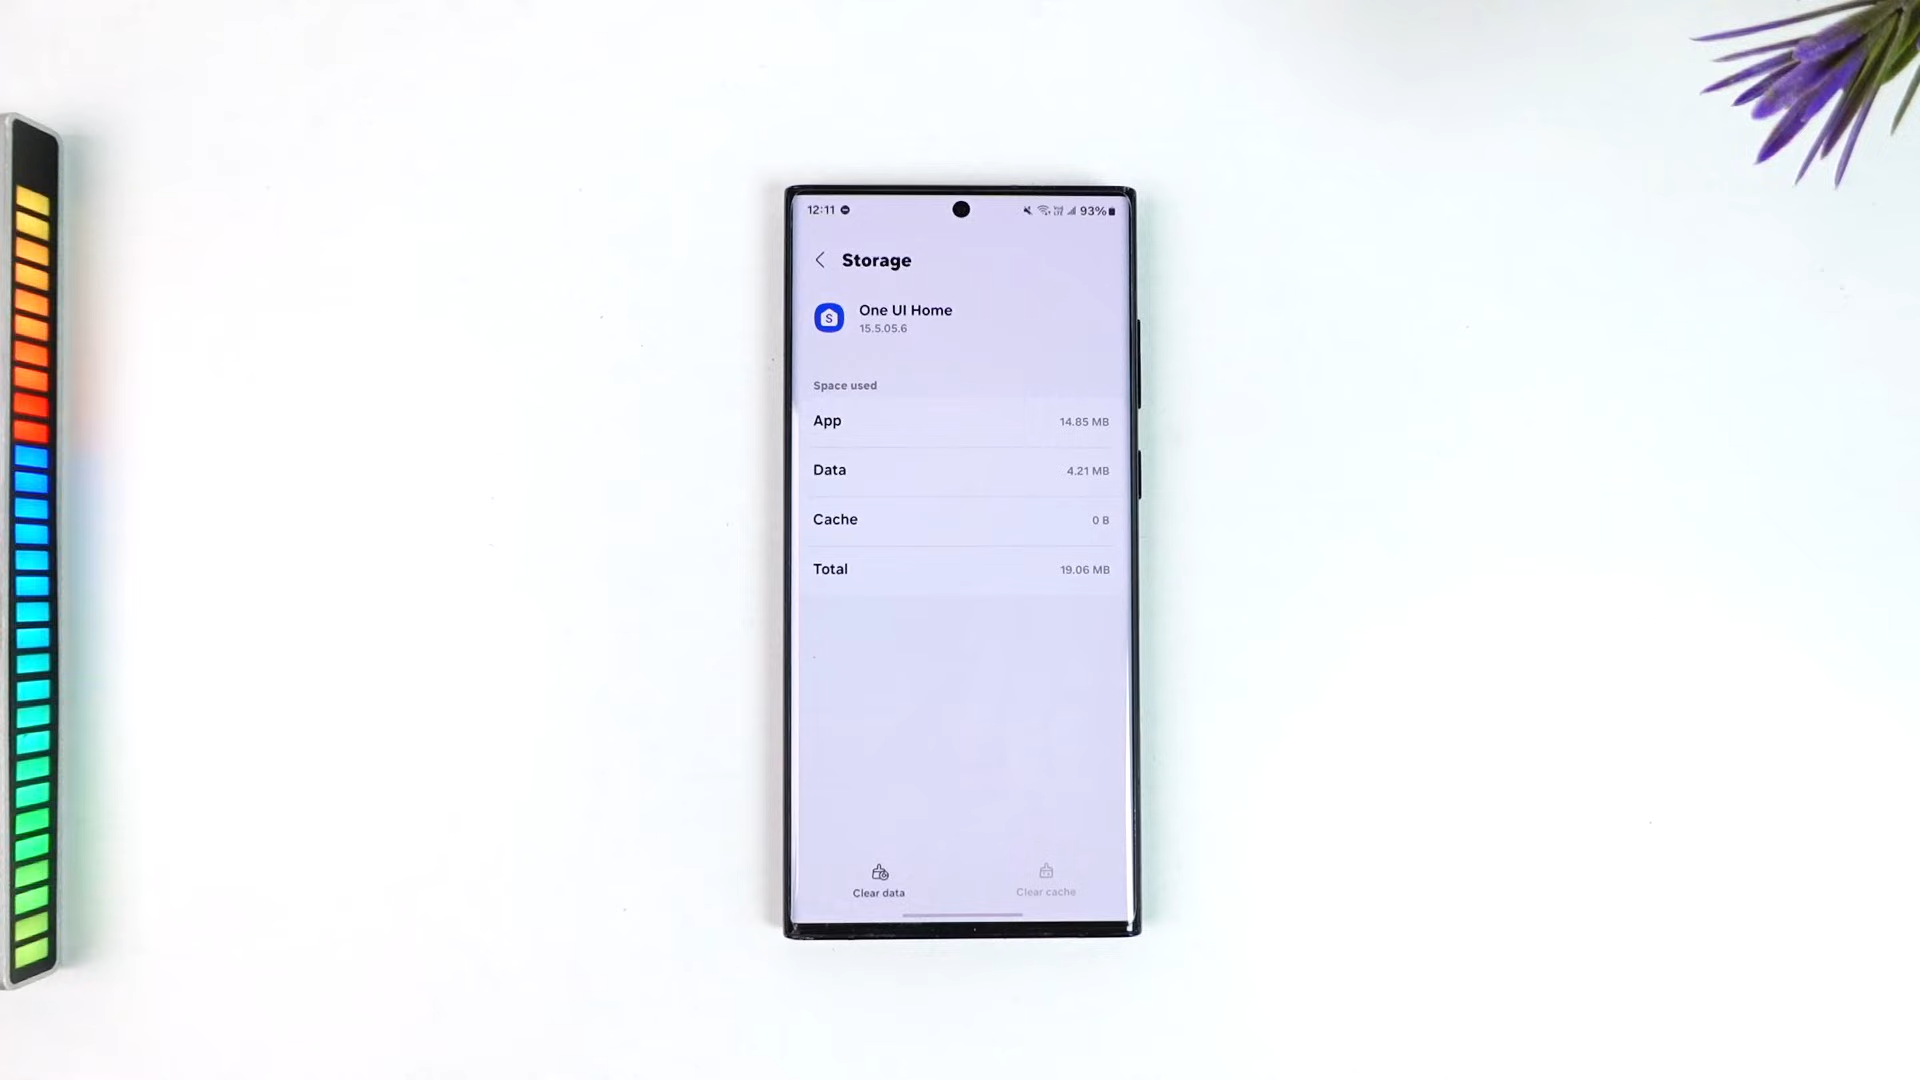 12:11
93%
Storage
S
One UI Home
15.5.05.6
Space used
App 14.85 MB
Data 4.21 MB
Cache 0 B
Total 19.06 MB
Clear data
Clear cache